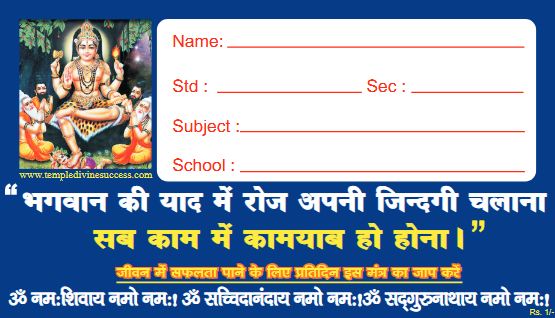 Name:
Std : Sec :
Subject :
School :
www.templedivinesuccess.com
“भगवान की याद में रोज अपनी जिन्दगी चलाना
सब काम में कामयाब हो होना।”
जीवन में सफलता पाने के लिए प्रतिदिन इस मंत्र का जाप करें
ॐ नम:शिवाय नमो नम:! ॐ सच्चिदानंदाय नमो नम:!ॐ सद्गुरुनाथाय नमो नम:!
Rs. 1/-